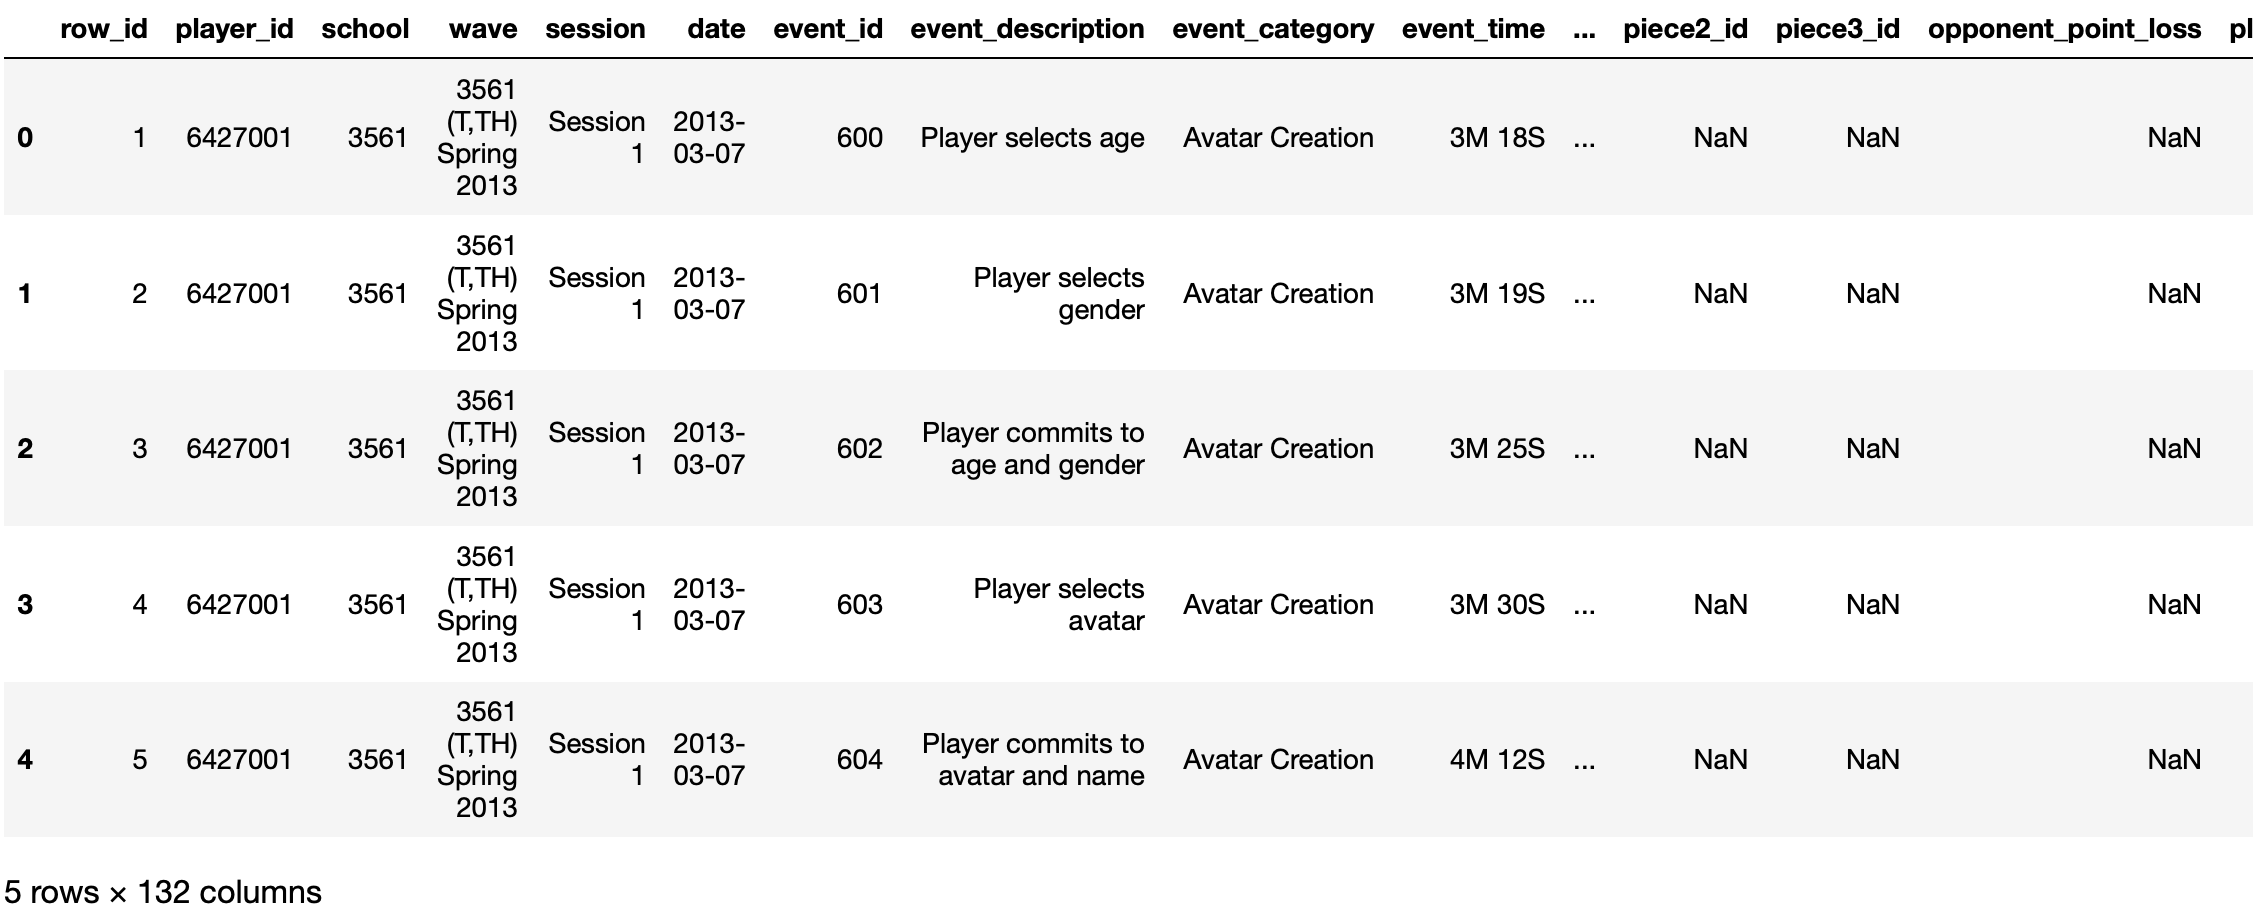 row_id player_id school wave session date event_id event_description event_category event_time ... piece2_id piece3_id opponent_point_loss pl
0 1 6427001 3561 3561 (T,TH) Spring 2013 Session 1 2013-03-07 600 Player selects age Avatar Creation 3M 18S ... NaN NaN NaN
1 2 6427001 3561 3561 (T,TH) Spring 2013 Session 1 2013-03-07 601 Player selects gender Avatar Creation 3M 19S ... NaN NaN NaN
2 3 6427001 3561 3561 (T,TH) Spring 2013 Session 1 2013-03-07 602 Player commits to age and gender Avatar Creation 3M 25S ... NaN NaN NaN
3 4 6427001 3561 3561 (T,TH) Spring 2013 Session 1 2013-03-07 603 Player selects avatar Avatar Creation 3M 30S ... NaN NaN NaN
4 5 6427001 3561 3561 (T,TH) Spring 2013 Session 1 2013-03-07 604 Player commits to avatar and name Avatar Creation 4M 12S ... NaN NaN NaN
5 rows × 132 columns